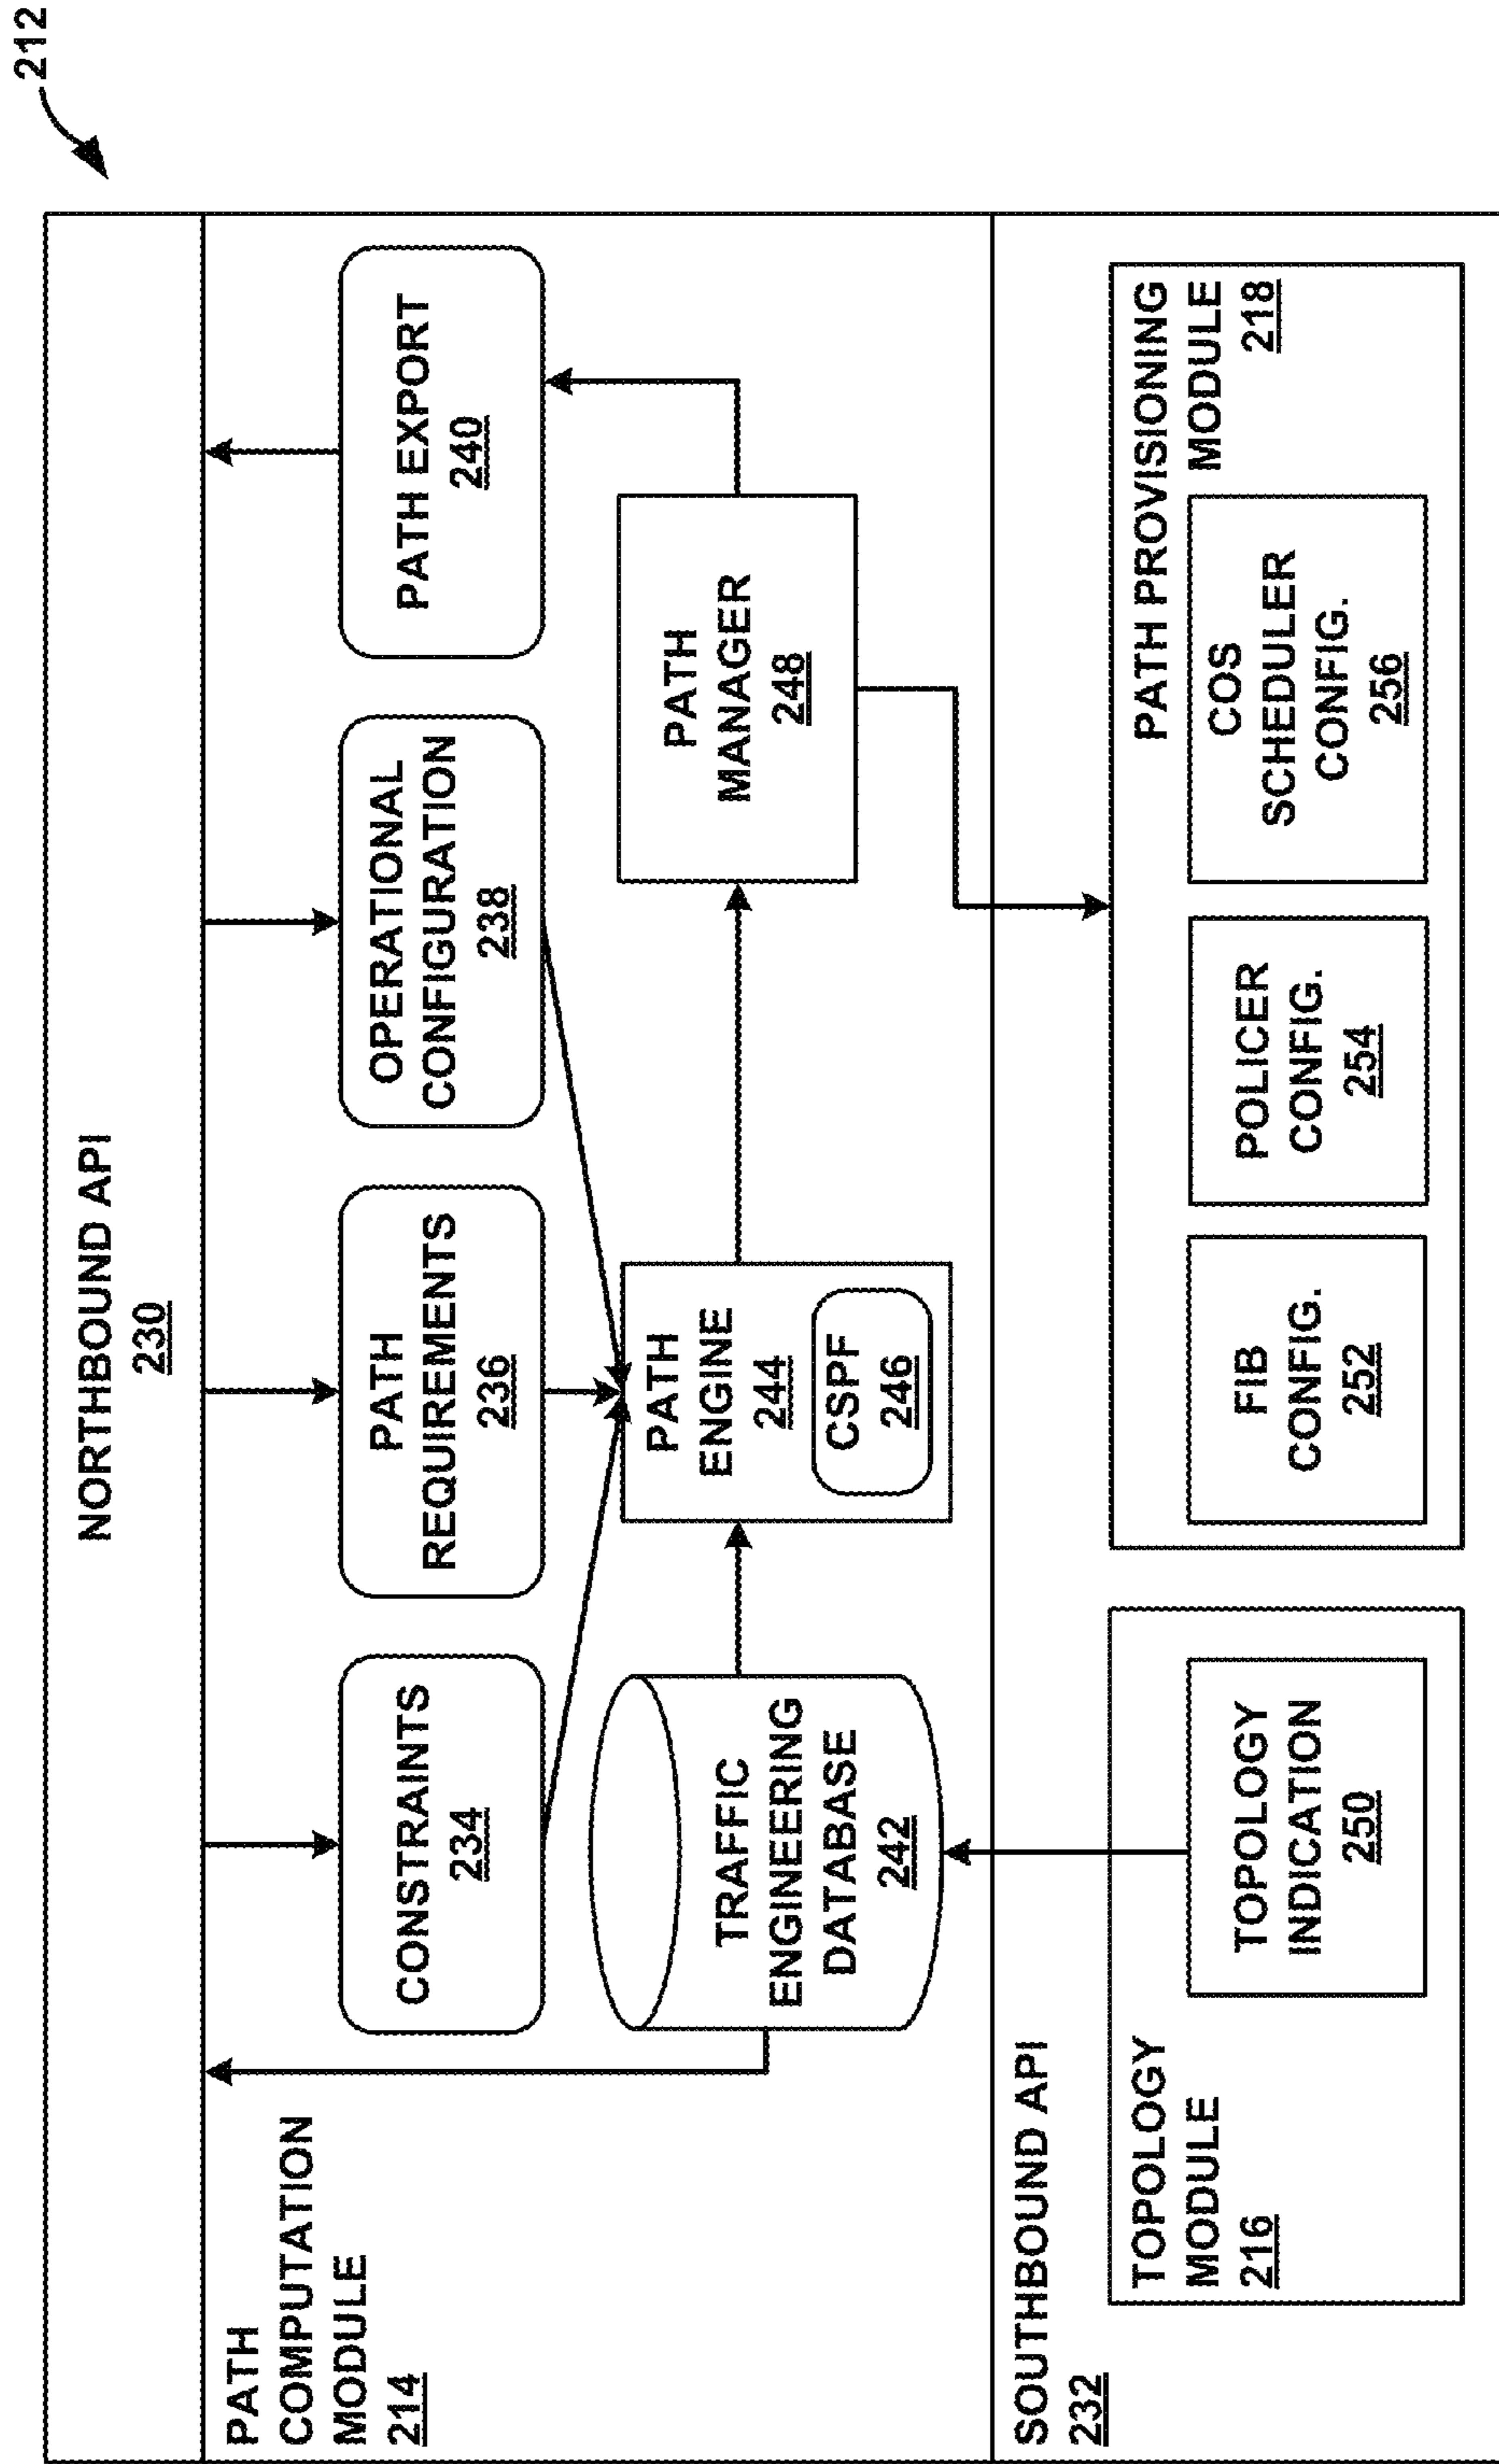 212
NORTHBOUND API
230
PATH
COMPUTATION
MODULE
214
CONSTRAINTS
234
PATH
REQUIREMENTS
236
OPERATIONAL
CONFIGURATION
238
PATH EXPORT
240
TRAFFIC
ENGINEERING
DATABASE
242
PATH
ENGINE
244
CSPF
246
PATH
MANAGER
248
SOUTHBOUND API
232
TOPOLOGY
MODULE
216
TOPOLOGY
INDICATION
250
PATH PROVISIONING
MODULE
218
FIB
CONFIG.
252
POLICER
CONFIG.
254
COS
SCHEDULER
CONFIG.
256